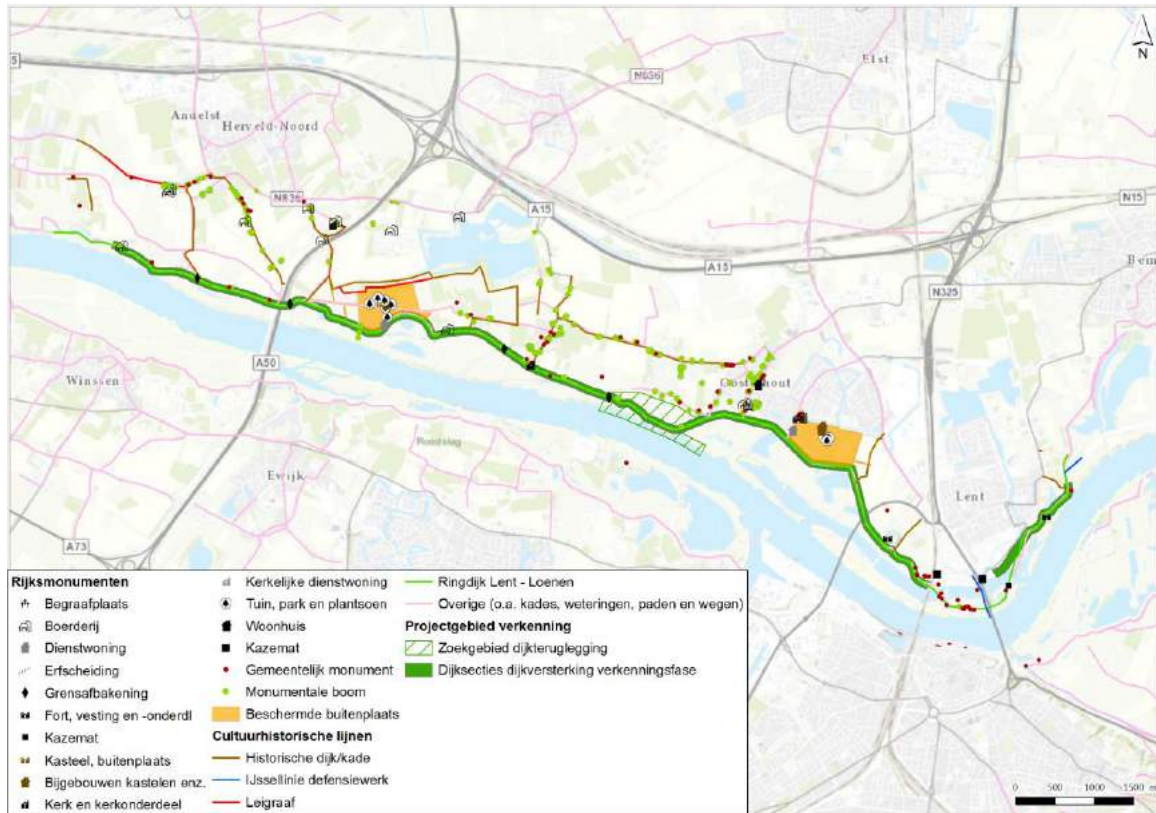 Elst
N
N836
Andelst
Herveld-Noord
N836
A15
N15
A15
Bem
N325
A50
Winssen
Oosterhout
Ewijk
Lent
A73
Rijksmonumenten
Begraafplaats
Boerderij
Dienstwoning
Erfscheiding
Grensafbakening
Fort, vesting en -onderdl
Kazemat
Kasteel, buitenplaats
Bijgebouwen kastelen enz.
Kerk en kerkonderdeel
Kerkelijke dienstwoning
Tuin, park en plantsoen
Woonhuis
Kazemat
Gemeentelijk monument
Monumentale boom
Beschermde buitenplaats
Cultuurhistorische lijnen
Historische dijk/kade
IJssellinie defensiewerk
Leigraaf
Ringdijk Lent - Loenen
Overige (o.a. kades, weteringen, paden en wegen)
Projectgebied verkenning
Zoekgebied dijkteruglegging
Dijksecties dijkversterking verkenningsfase
0 500 1000 1500 m